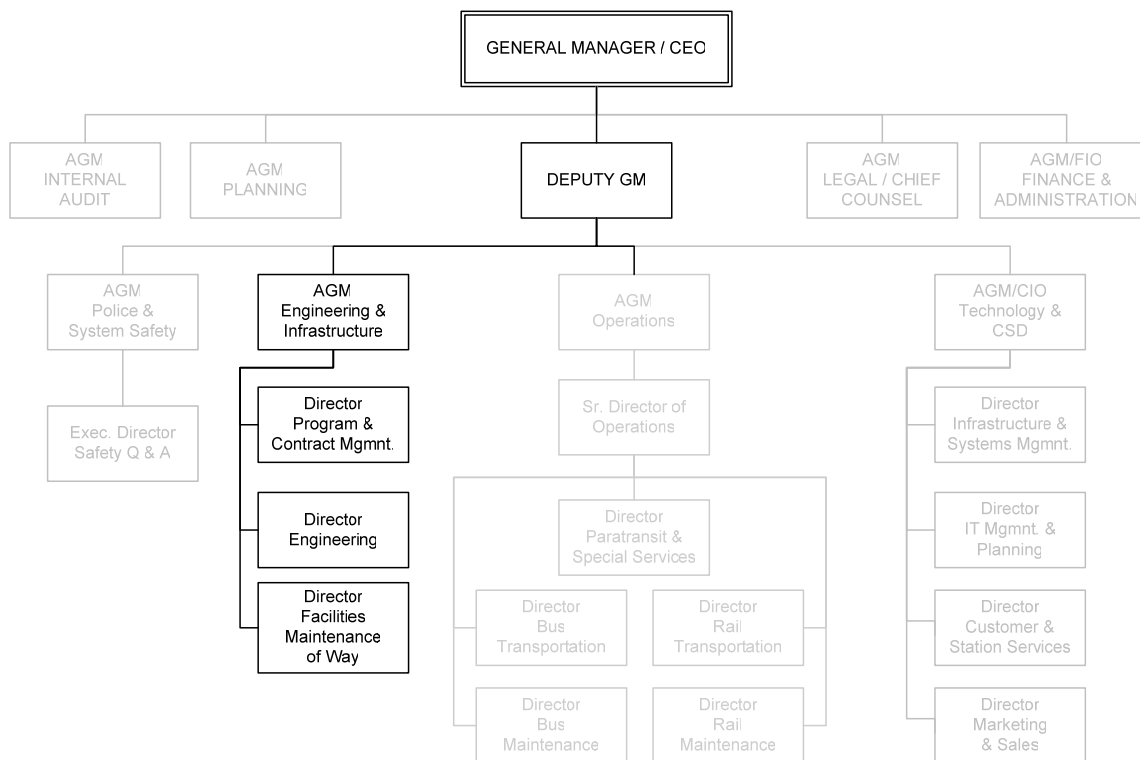 GENERAL MANAGER / CEO
AGM
INTERNAL
AUDIT
AGM
PLANNING
DEPUTY GM
AGM
LEGAL / CHIEF
COUNSEL
AGM/FIO
FINANCE &
ADMINISTRATION
AGM
Police &
System Safety
AGM
Engineering &
Infrastructure
AGM
Operations
AGM/CIO
Technology &
CSD
Exec. Director
Safety Q & A
Director
Program &
Contract Mgmnt.
Director
Engineering
Director
Facilities
Maintenance
of Way
Sr. Director of
Operations
Director
Paratransit &
Special Services
Director
Bus
Transportation
Director
Rail
Transportation
Director
Bus
Maintenance
Director
Rail
Maintenance
Director
Infrastructure &
Systems Mgmnt.
Director
IT Mgmnt. &
Planning
Director
Customer &
Station Services
Director
Marketing
& Sales